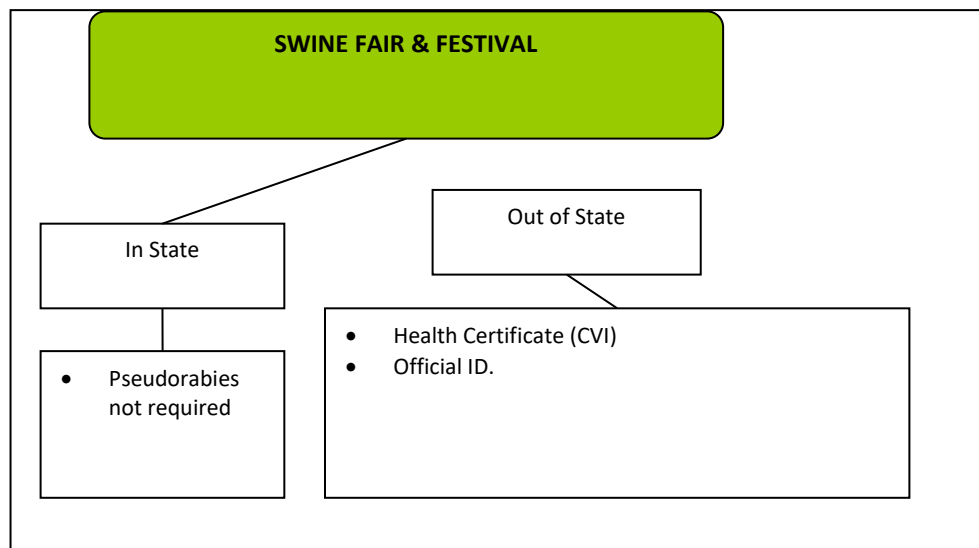 SWINE FAIR & FESTIVAL
In State
Out of State
• Pseudorabies
not required
• Health Certificate (CVI)
• Official ID.